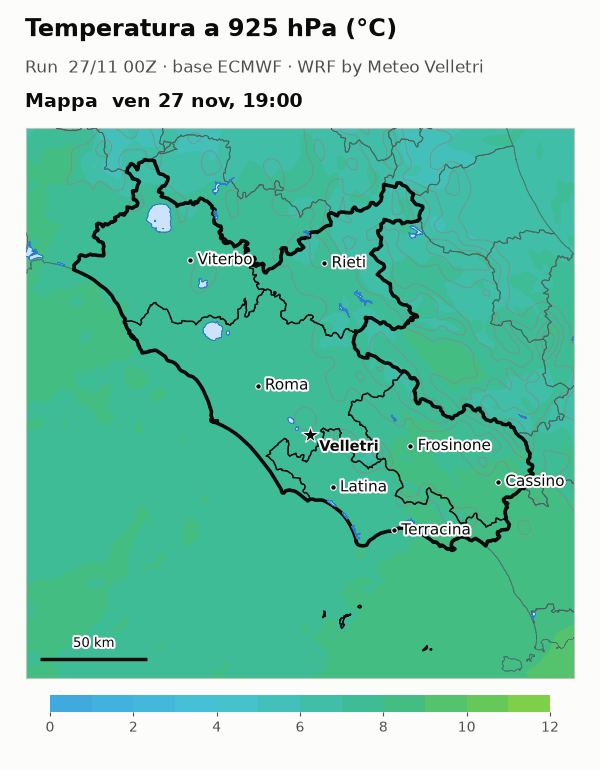 Temperatura a 925 hPa (°C)
Run  27/11 00Z · base ECMWF · WRF by Meteo Velletri
Mappa  ven 27 nov, 19:00
Viterbo
Rieti
Roma
Velletri
Frosinone
Latina
Cassino
Terracina
50 km
0 2 4 6 8 10 12